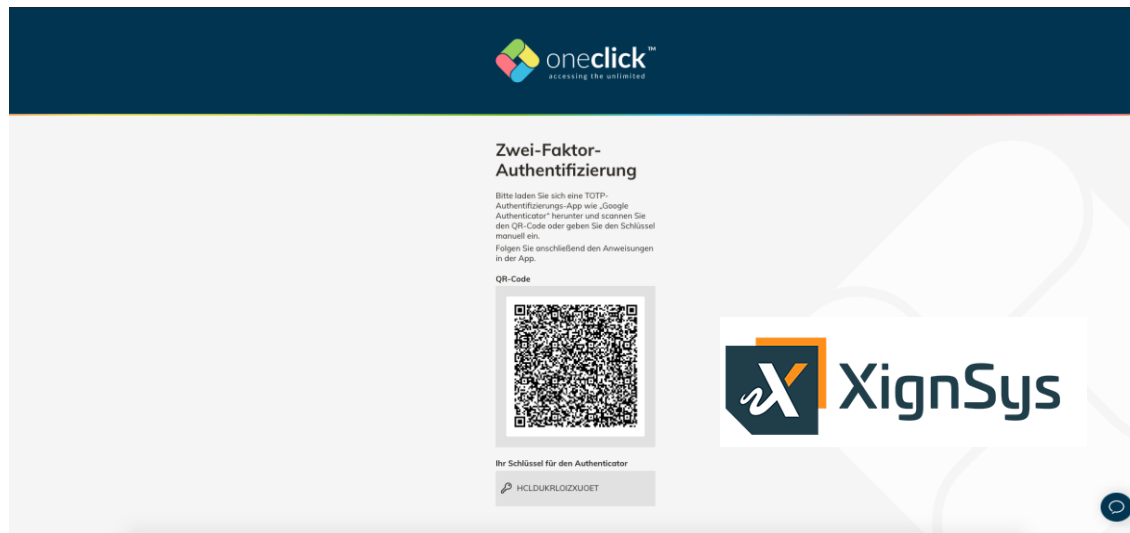 oneclick™
accessing the unlimited
Zwei-Faktor-
Authentifizierung
Bitte laden Sie sich eine TOTP-
Authentifizierungs-App wie „Google
Authenticator" herunter und scannen Sie
den QR-Code oder geben Sie den Schlüssel
manuell ein.
Folgen Sie anschließend den Anweisungen
in der App.
QR-Code
XignSys
Ihr Schlüssel für den Authenticator
HCLDUKRLOIZXUOET